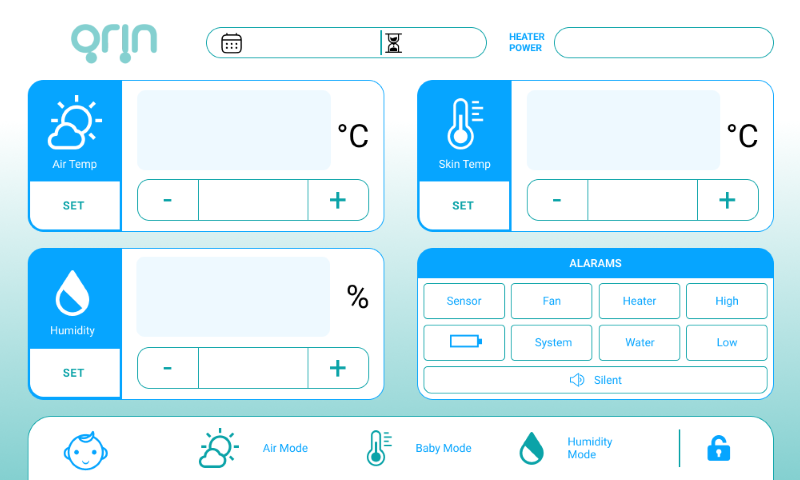 orin
HEATER
POWER
°C
Air Temp
SET
- +
°C
Skin Temp
SET
- +
%
Humidity
SET
- +
ALARAMS
Sensor Fan Heater High
System Water Low
Silent
Air Mode
Baby Mode
Humidity
Mode